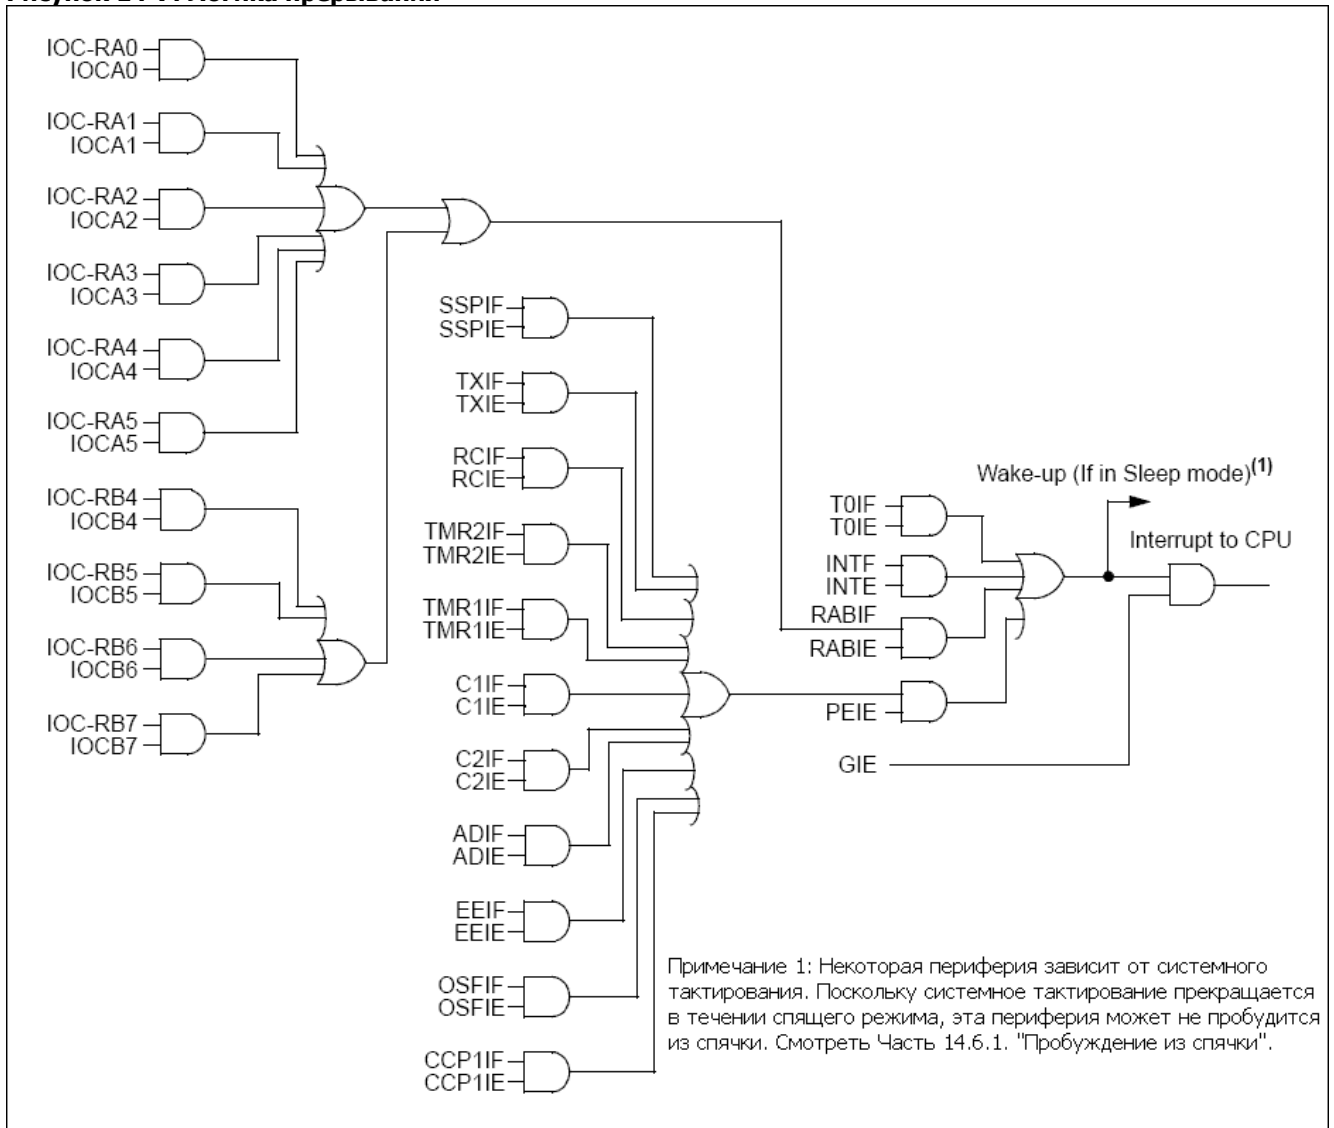 IOC-RA0
IOCA0
IOC-RA1
IOCA1
IOC-RA2
IOCA2
IOC-RA3
IOCA3
IOC-RA4
IOCA4
IOC-RA5
IOCA5
IOC-RB4
IOCB4
IOC-RB5
IOCB5
IOC-RB6
IOCB6
IOC-RB7
IOCB7
SSPIF
SSPIE
TXIF
TXIE
RCIF
RCIE
TMR2IF
TMR2IE
TMR1IF
TMR1IE
C1IF
C1IE
C2IF
C2IE
ADIF
ADIE
EEIF
EEIE
OSFIF
OSFIE
CCP1IF
CCP1IE
Wake-up (If in Sleep mode)(1)
T0IF
T0IE
Interrupt to CPU
INTF
INTE
RABIF
RABIE
PEIE
GIE
Примечание 1: Некоторая периферия зависит от системного
тактирования. Поскольку системное тактирование прекращается
в течении спящего режима, эта периферия может не пробудится
из спячки. Смотреть Часть 14.6.1. "Пробуждение из спячки".